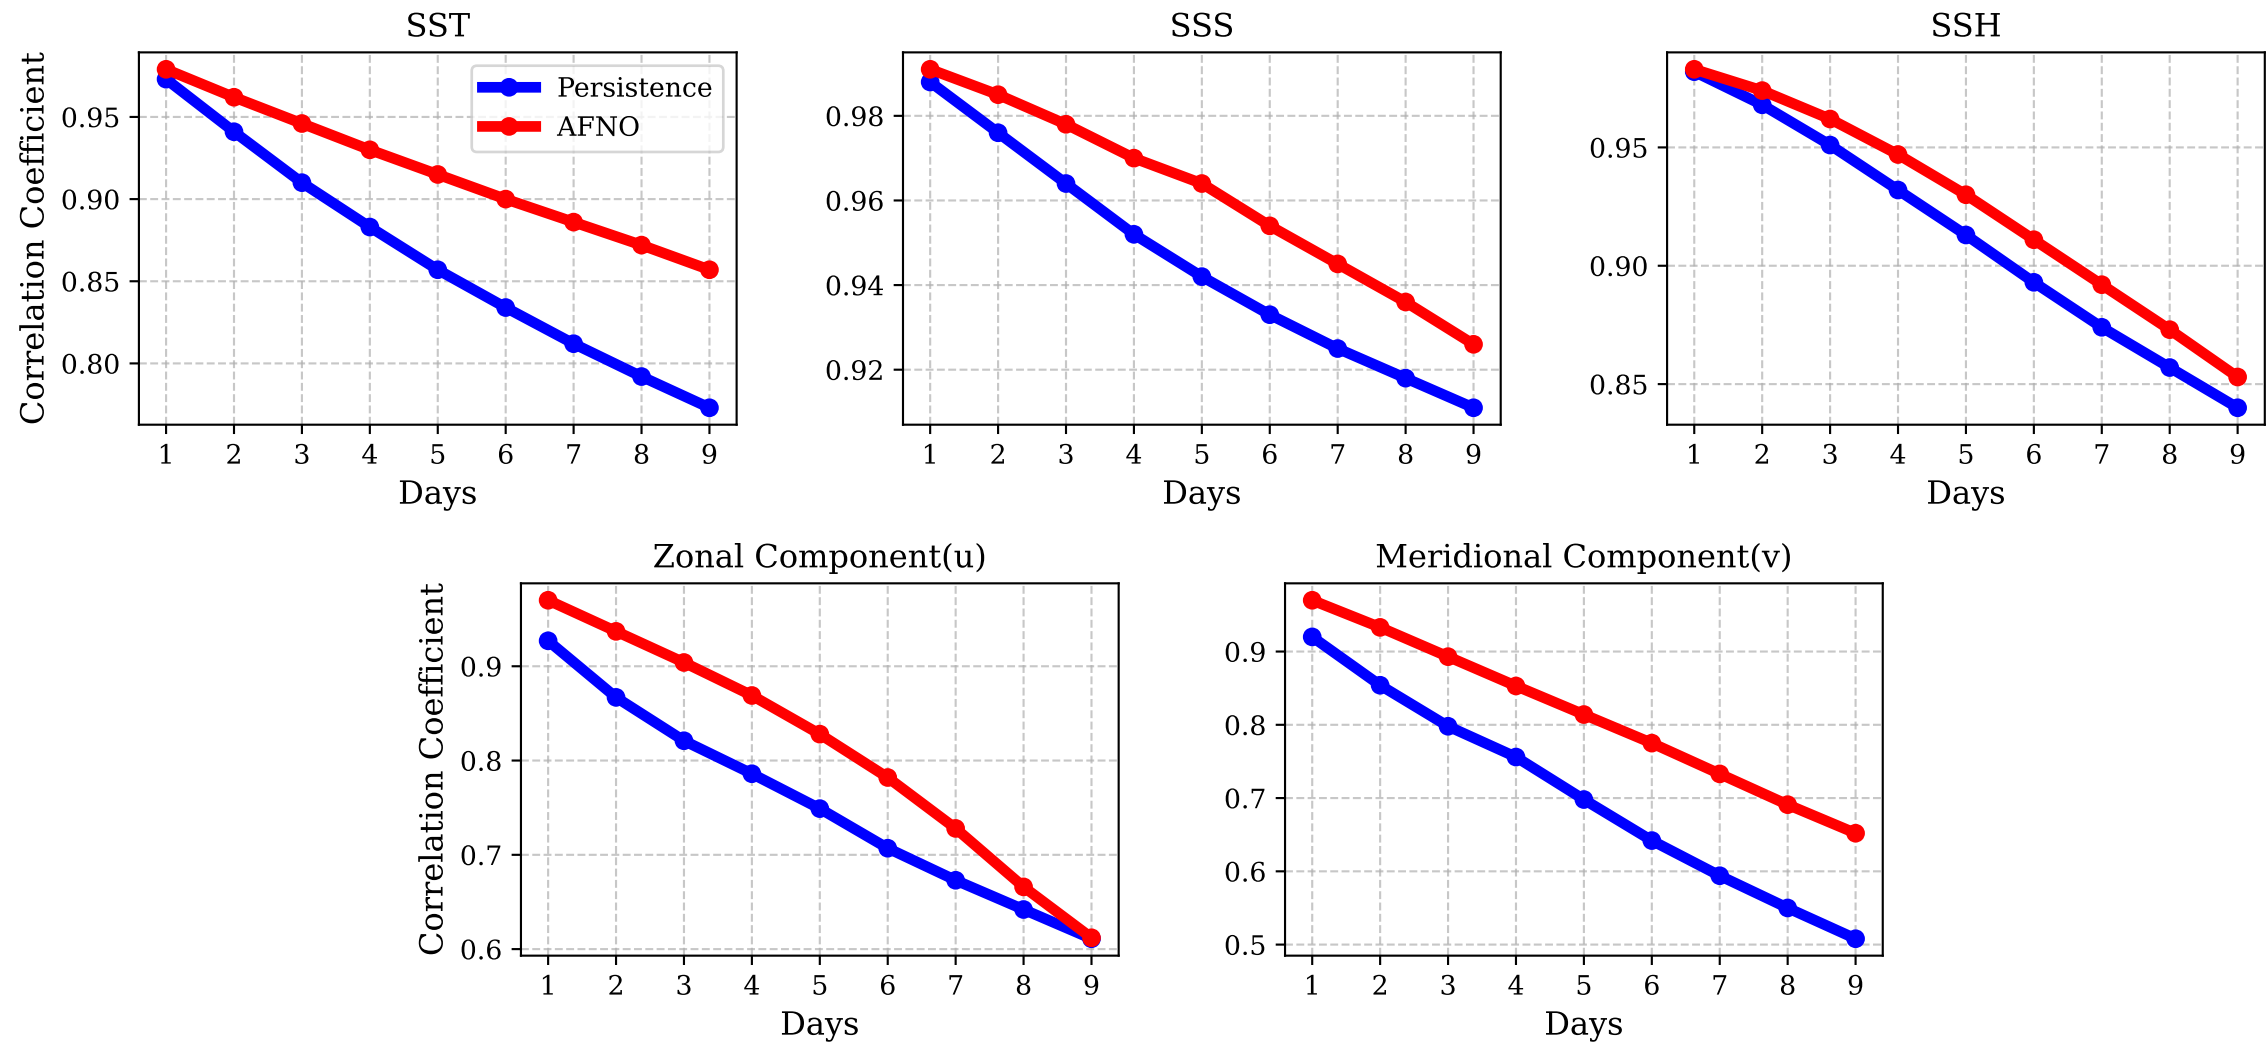 SST
Correlation Coefficient
0.95
0.90
0.85
0.80
Persistence
AFNO
1 2 3 4 5 6 7 8 9
Days
SSS
0.98
0.96
0.94
0.92
1 2 3 4 5 6 7 8 9
Days
SSH
0.95
0.90
0.85
1 2 3 4 5 6 7 8 9
Days
Zonal Component(u)
Correlation Coefficient
0.9
0.8
0.7
0.6
1 2 3 4 5 6 7 8 9
Days
Meridional Component(v)
0.9
0.8
0.7
0.6
0.5
1 2 3 4 5 6 7 8 9
Days